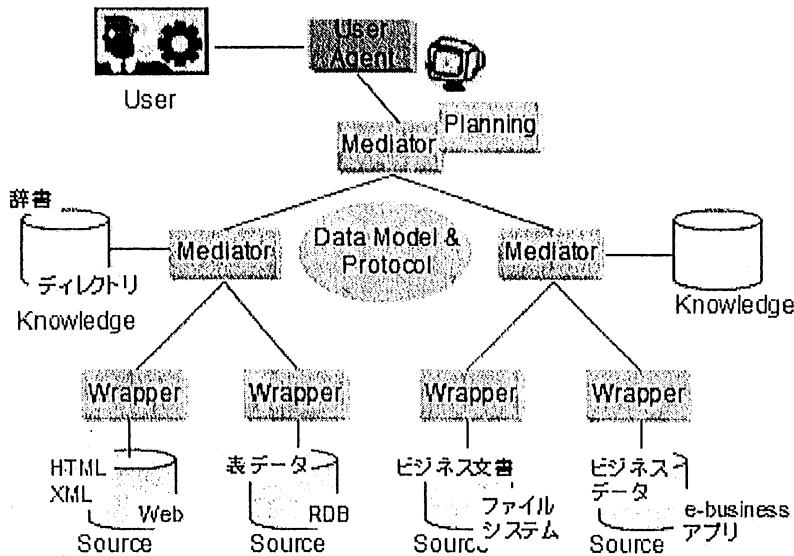 User
Agent
User
Planning
Mediator
辞書
Mediator
Data Model &
Protocol
Mediator
ディレクトリ
Knowledge
Knowledge
Wrapper
Wrapper
Wrapper
Wrapper
HTML
XML
Web
Source
表データ
RDB
Source
ビジネス文書
ファイル
システム
Source
ビジネス
データ
e-business
アプリ
Source